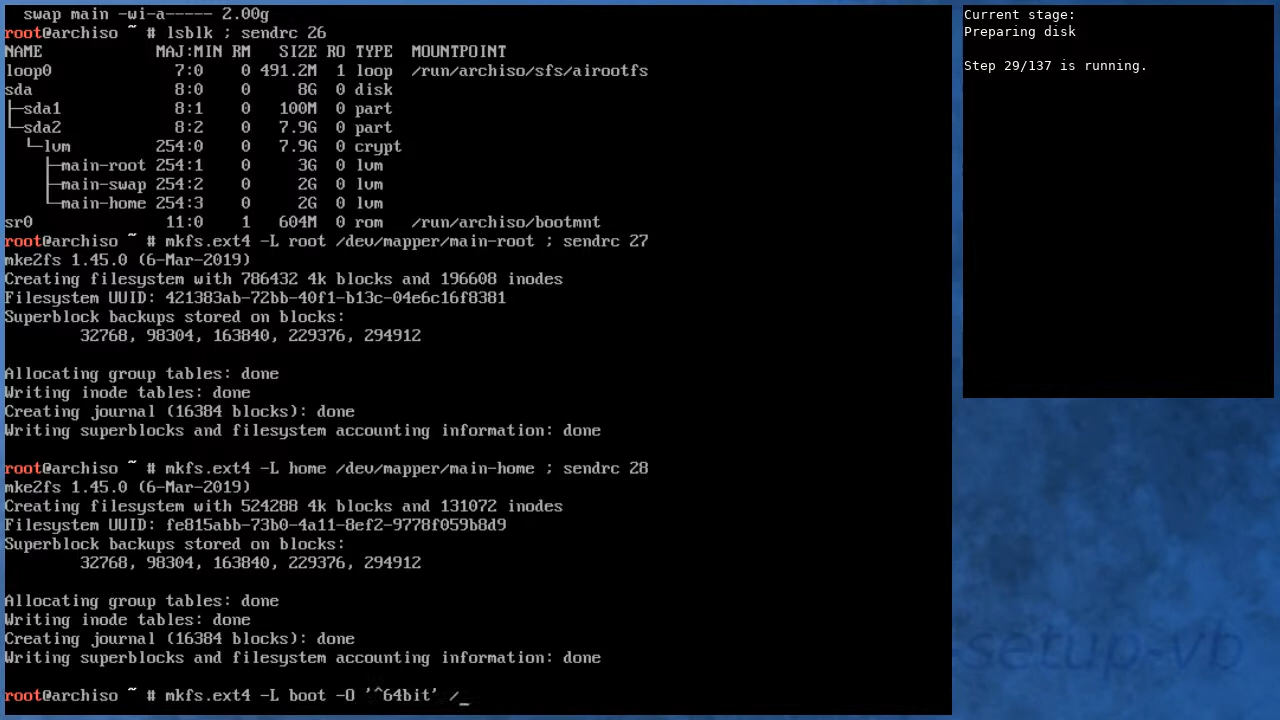 swap main -wi-a----- 2.00g
root@archiso ~ # lsblk ; sendrc 26
NAME MAJ:MIN RM SIZE RO TYPE MOUNTPOINT
loop0 7:0 0 491.2M 1 loop /run/archiso/sfs/airootfs
sda 8:0 0 8G 0 disk
├─sda1 8:1 0 100M 0 part
└─sda2 8:2 0 7.9G 0 part
└─lvm 254:0 0 7.9G 0 crypt
├─main-root 254:1 0 3G 0 lvm
├─main-swap 254:2 0 2G 0 lvm
└─main-home 254:3 0 2G 0 lvm
sr0 11:0 1 604M 0 rom /run/archiso/bootmnt
root@archiso ~ # mkfs.ext4 -L root /dev/mapper/main-root ; sendrc 27
mke2fs 1.45.0 (6-Mar-2019)
Creating filesystem with 786432 4k blocks and 196608 inodes
Filesystem UUID: 421383ab-72bb-40f1-b13c-04e6c16f8381
Superblock backups stored on blocks:
32768, 98304, 163840, 229376, 294912
Allocating group tables: done
Writing inode tables: done
Creating journal (16384 blocks): done
Writing superblocks and filesystem accounting information: done
root@archiso ~ # mkfs.ext4 -L home /dev/mapper/main-home ; sendrc 28
mke2fs 1.45.0 (6-Mar-2019)
Creating filesystem with 524288 4k blocks and 131072 inodes
Filesystem UUID: fe815abb-73b0-4a11-8ef2-9778f059b8d9
Superblock backups stored on blocks:
32768, 98304, 163840, 229376, 294912
Allocating group tables: done
Writing inode tables: done
Creating journal (16384 blocks): done
Writing superblocks and filesystem accounting information: done
root@archiso ~ # mkfs.ext4 -L boot -O '^64bit' /_
Current stage:
Preparing disk
Step 29/137 is running.
-setup-vb